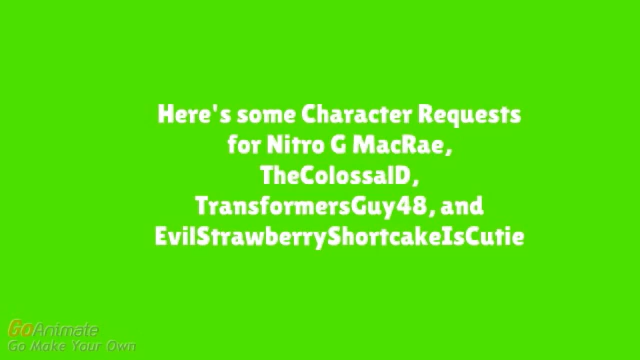 Here's some Character Requests
for Nitro G MacRae,
TheColossalD,
TransformersGuy48, and
EvilStrawberryShortcakeIsCutie
GoAnimate
Go Make Your Own